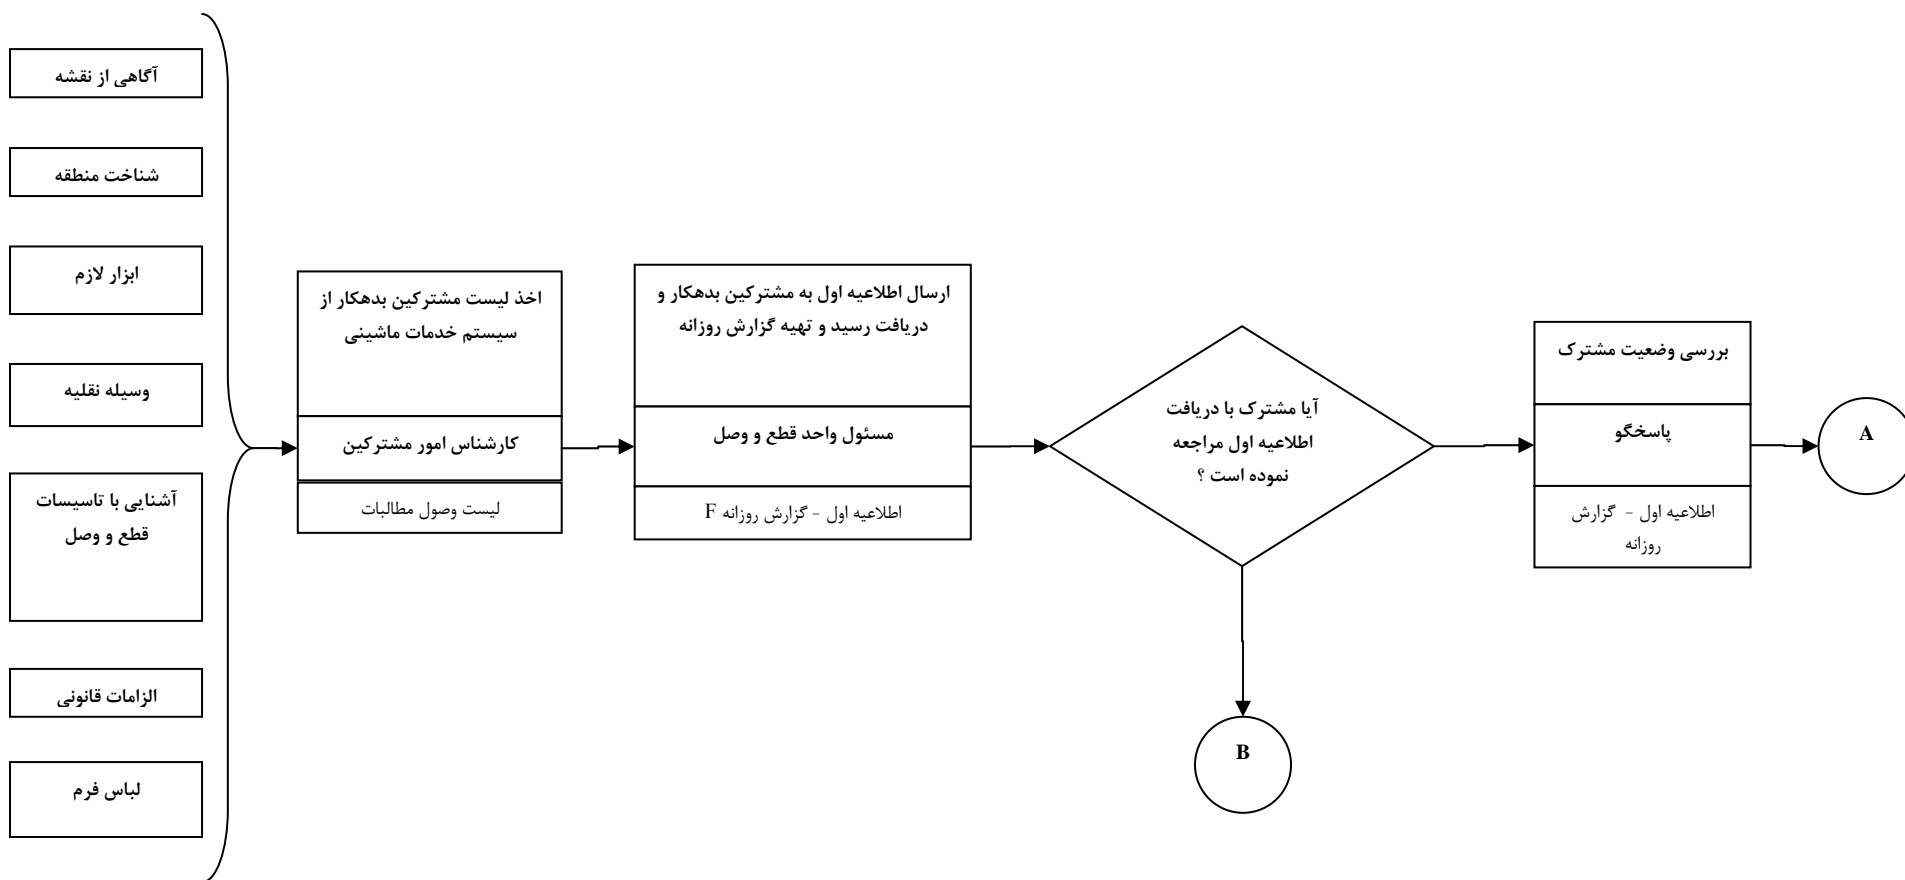 آگاهی از نقشه
شناخت منطقه
ابزار لازم
وسیله نقلیه
آشنایی با تاسیسات
قطع و وصل
الزامات قانونی
لباس فرم
اخذ لیست مشترکین بدهکار از
سیستم خدمات ماشینی
کارشناس امور مشترکین
لیست وصول مطالبات
ارسال اطلاعیه اول به مشترکین بدهکار و
دریافت رسید و تهیه گزارش روزانه
مسئول واحد قطع و وصل
اطلاعیه اول - گزارش روزانه F
آیا مشترک با دریافت
اطلاعیه اول مراجعه
نموده است ؟
B
بررسی وضعیت مشترک
پاسخگو
اطلاعیه اول - گزارش
روزانه
A